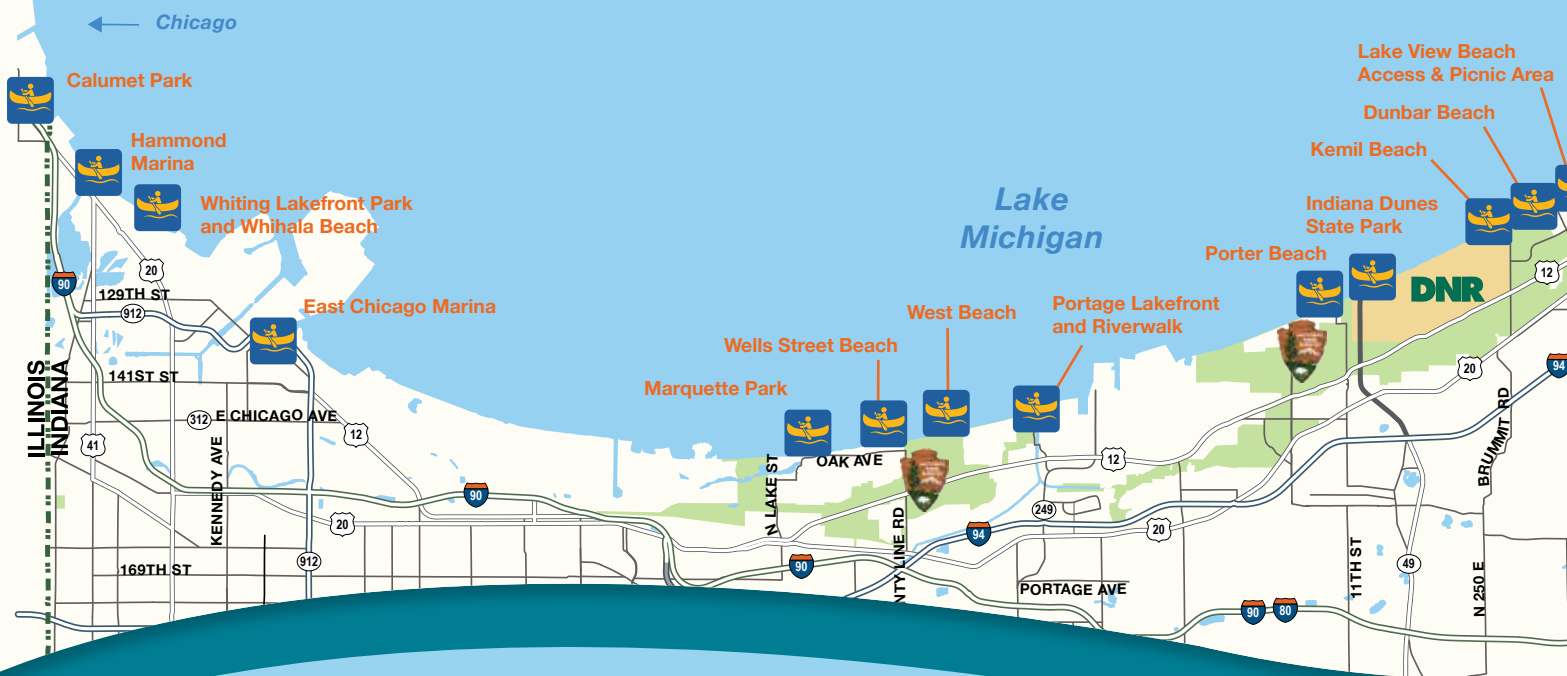 Chicago
Calumet Park
Hammond
Marina
Whiting Lakefront Park
and Whihala Beach
East Chicago Marina
Marquette Park
Wells Street Beach
West Beach
Portage Lakefront
and Riverwalk
Lake
Michigan
Porter Beach
Indiana Dunes
State Park
Kemil Beach
Dunbar Beach
Lake View Beach
Access & Picnic Area
DNR
ILLINOIS
INDIANA
90
20
129TH ST
912
141ST ST
312
E CHICAGO AVE
41
12
KENNEDY AVE
90
20
912
169TH ST
N LAKE ST
OAK AVE
NTY LINE RD
90
94
249
12
20
PORTAGE AVE
12
20
94
BRUMMIT RD
11TH ST
49
N 250 E
90
80